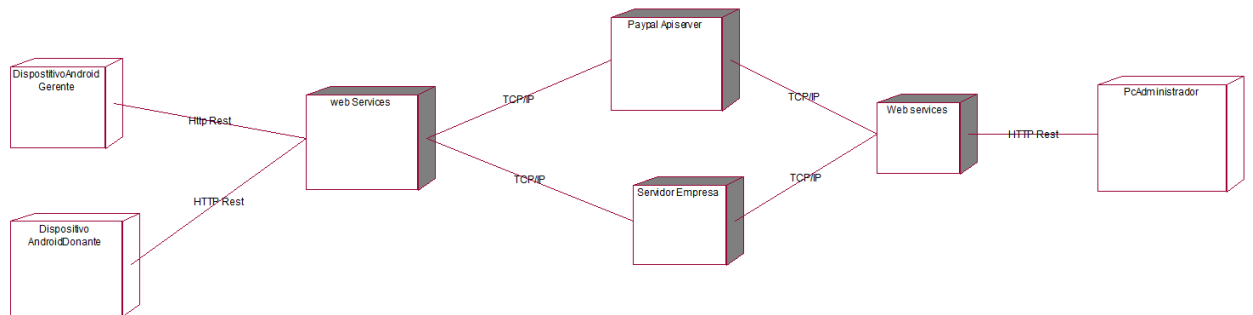 DispostitivoAndroid
Gerente
Http Rest
HTTP Rest
Dispositivo
AndroidDonante
web Services
TCP/IP
TCP/IP
Paypal Apiserver
Servidor Empresa
TCP/IP
TCP/IP
Web services
HTTP Rest
PcAdministrador